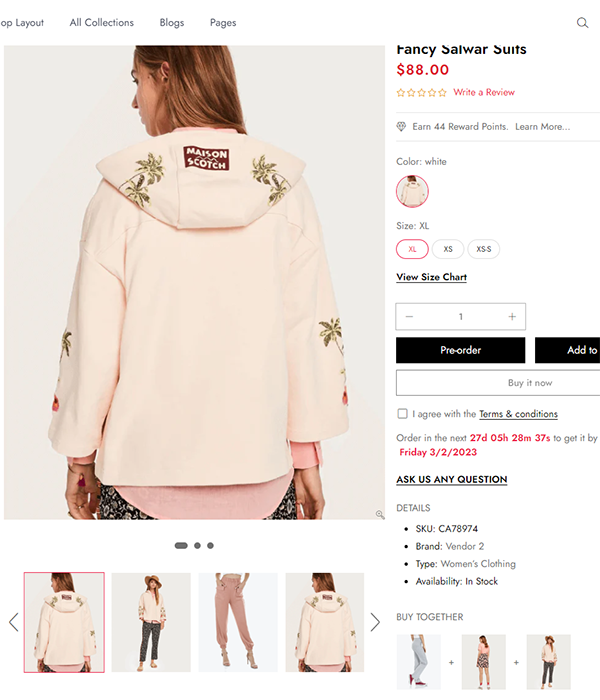 op Layout All Collections Blogs Pages
Fancy Salwar Suits
$88.00
Write a Review
Earn 44 Reward Points. Learn More...
MAISON
SCOTCH
Color: white
Size: XL
XL XS XS-S
View Size Chart
− 1 +
Pre-order Add to
Buy it now
I agree with the Terms & conditions
Order in the next 27d 05h 28m 37s to get it by
Friday 3/2/2023
ASK US ANY QUESTION
DETAILS
SKU: CA78974
Brand: Vendor 2
Type: Women's Clothing
Availability: In Stock
BUY TOGETHER
+ +